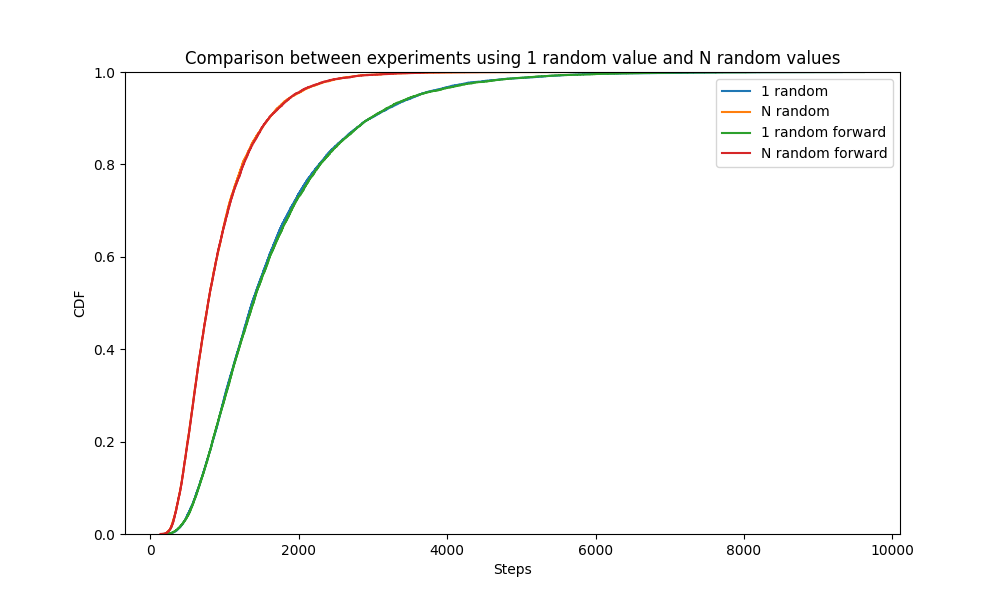 Comparison between experiments using 1 random value and N random values
1.0
0.8
0.6
0.4
0.2
0.0
CDF
1 random
N random
1 random forward
N random forward
0 2000 4000 6000 8000 10000
Steps